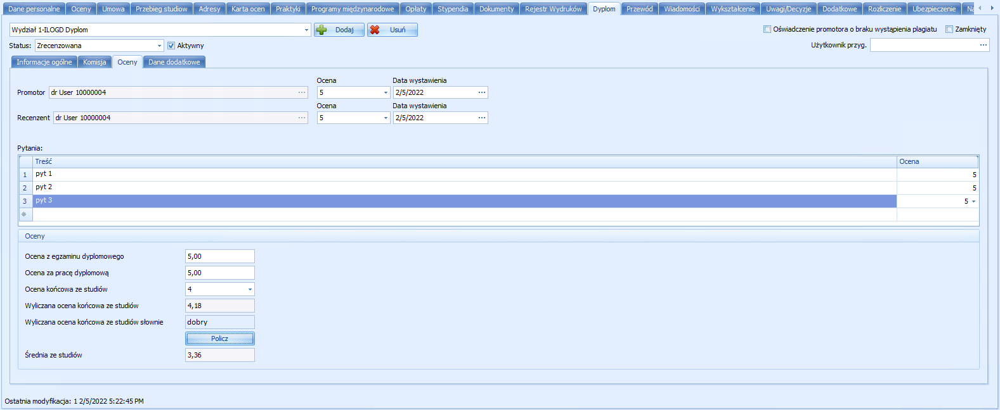 Dane personalne Oceny Umowa Przebieg studiow Adresy Karta ocen Praktyki Programy międzynarodowe Opłaty Stypendia Dokumenty Rejestr Wydruków Dyplom Przewód Wiadomości Wykształcenie Uwagi/Decyzje Dodatkowe Rozliczenie Ubezpieczenie
Wydział 1-ILOGD Dyplom Dodaj Usuń Oświadczenie promotora o braku wystąpienia plagiatu Zamknięty
Status: Zrecenzowana Aktywny Użytkownik przyg. ...
Informacje ogólne Komisja Oceny Dane dodatkowe
Ocena Data wystawienia
Promotor dr User 10000004 ... 5 2/5/2022 ...
Ocena Data wystawienia
Recenzent dr User 10000004 ... 5 2/5/2022 ...
Pytania:
Treść Ocena
1 pyt 1 5
2 pyt 2 5
3 pyt 3 5
Oceny
Ocena z egzaminu dyplomowego 5,00
Ocena za pracę dyplomową 5,00
Ocena końcowa ze studiów 4
Wyliczana ocena końcowa ze studiów 4,18
Wyliczana ocena końcowa ze studiów słownie dobry
Policz
Średnia ze studiów 3,36
Ostatnia modyfikacja: 1 2/5/2022 5:22:45 PM